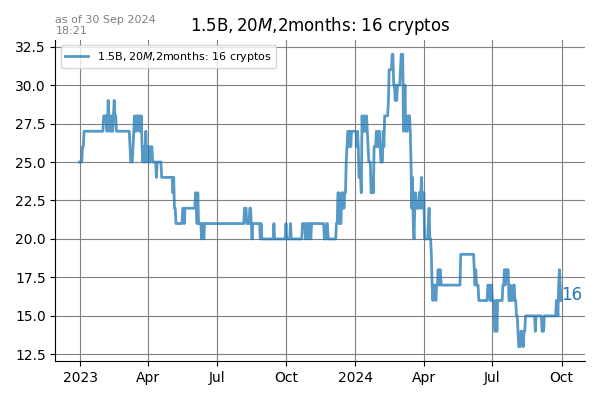 as of 30 Sep 2024
18:21
1.5B, 20M,2months: 16 cryptos
1.5B, 20M,2months: 16 cryptos
32.5
30.0
27.5
25.0
22.5
20.0
17.5
15.0
12.5
16
2023 Apr Jul Oct 2024 Apr Jul Oct